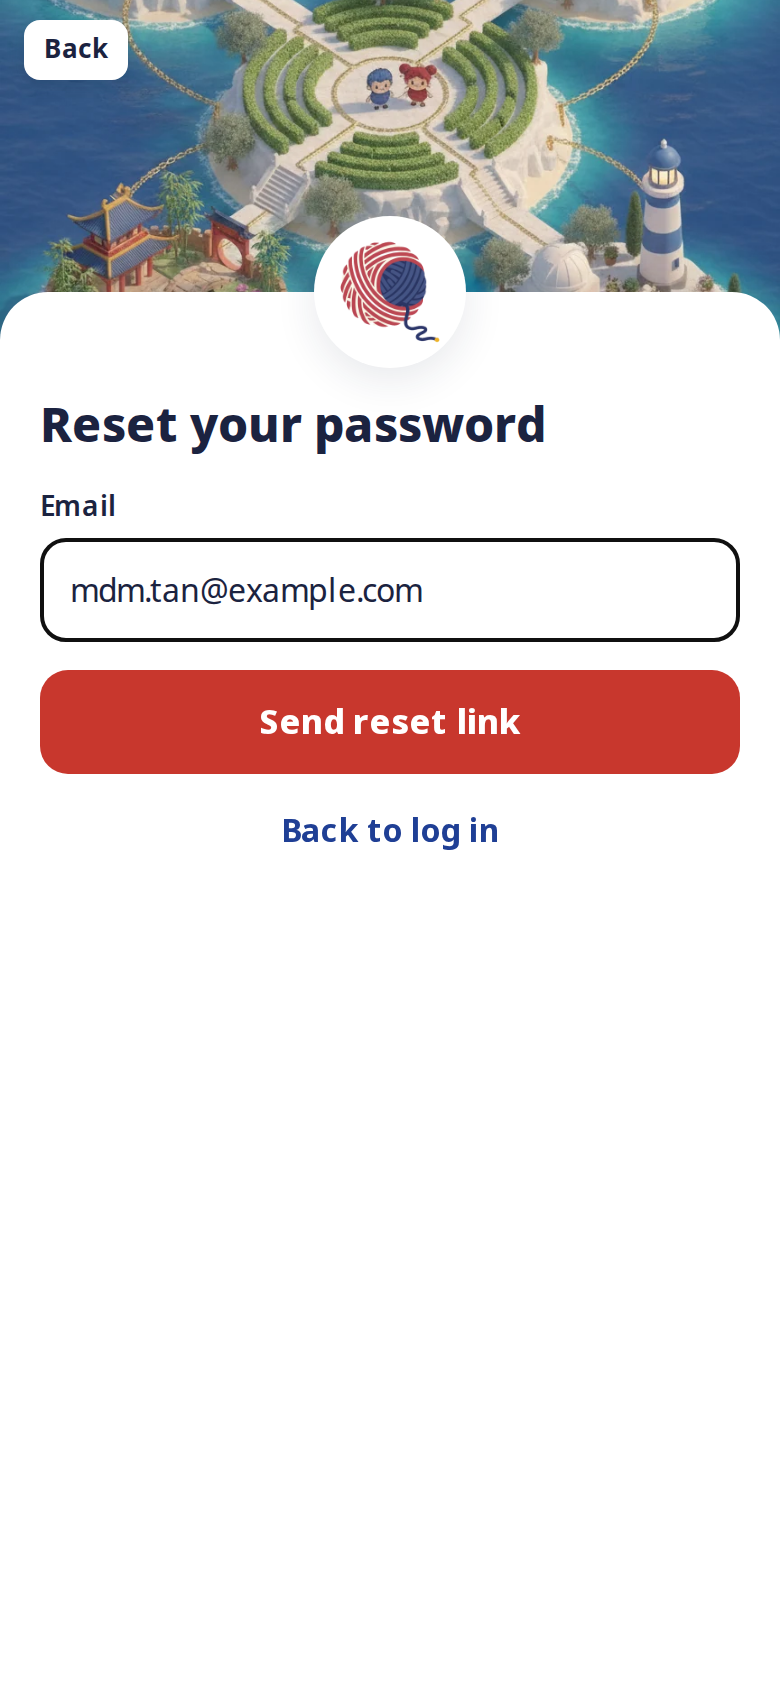 Back
Reset your password
Email
mdm.tan@example.com
Send reset link
Back to log in